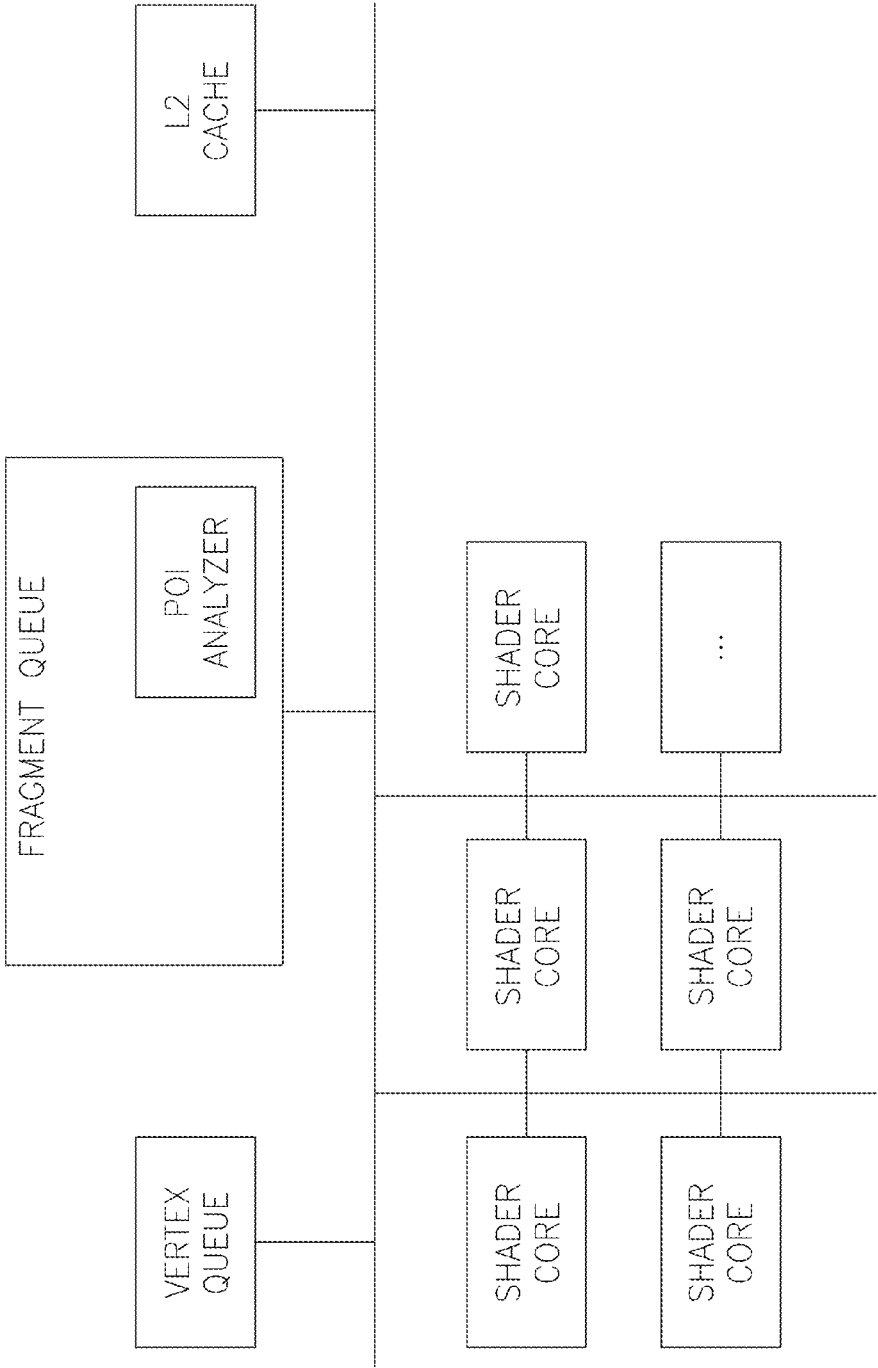 FRAGMENT QUEUE
VERTEX
QUEUE
POI
ANALYZER
L2
CACHE
SHADER
CORE
SHADER
CORE
SHADER
CORE
SHADER
CORE
SHADER
CORE
...